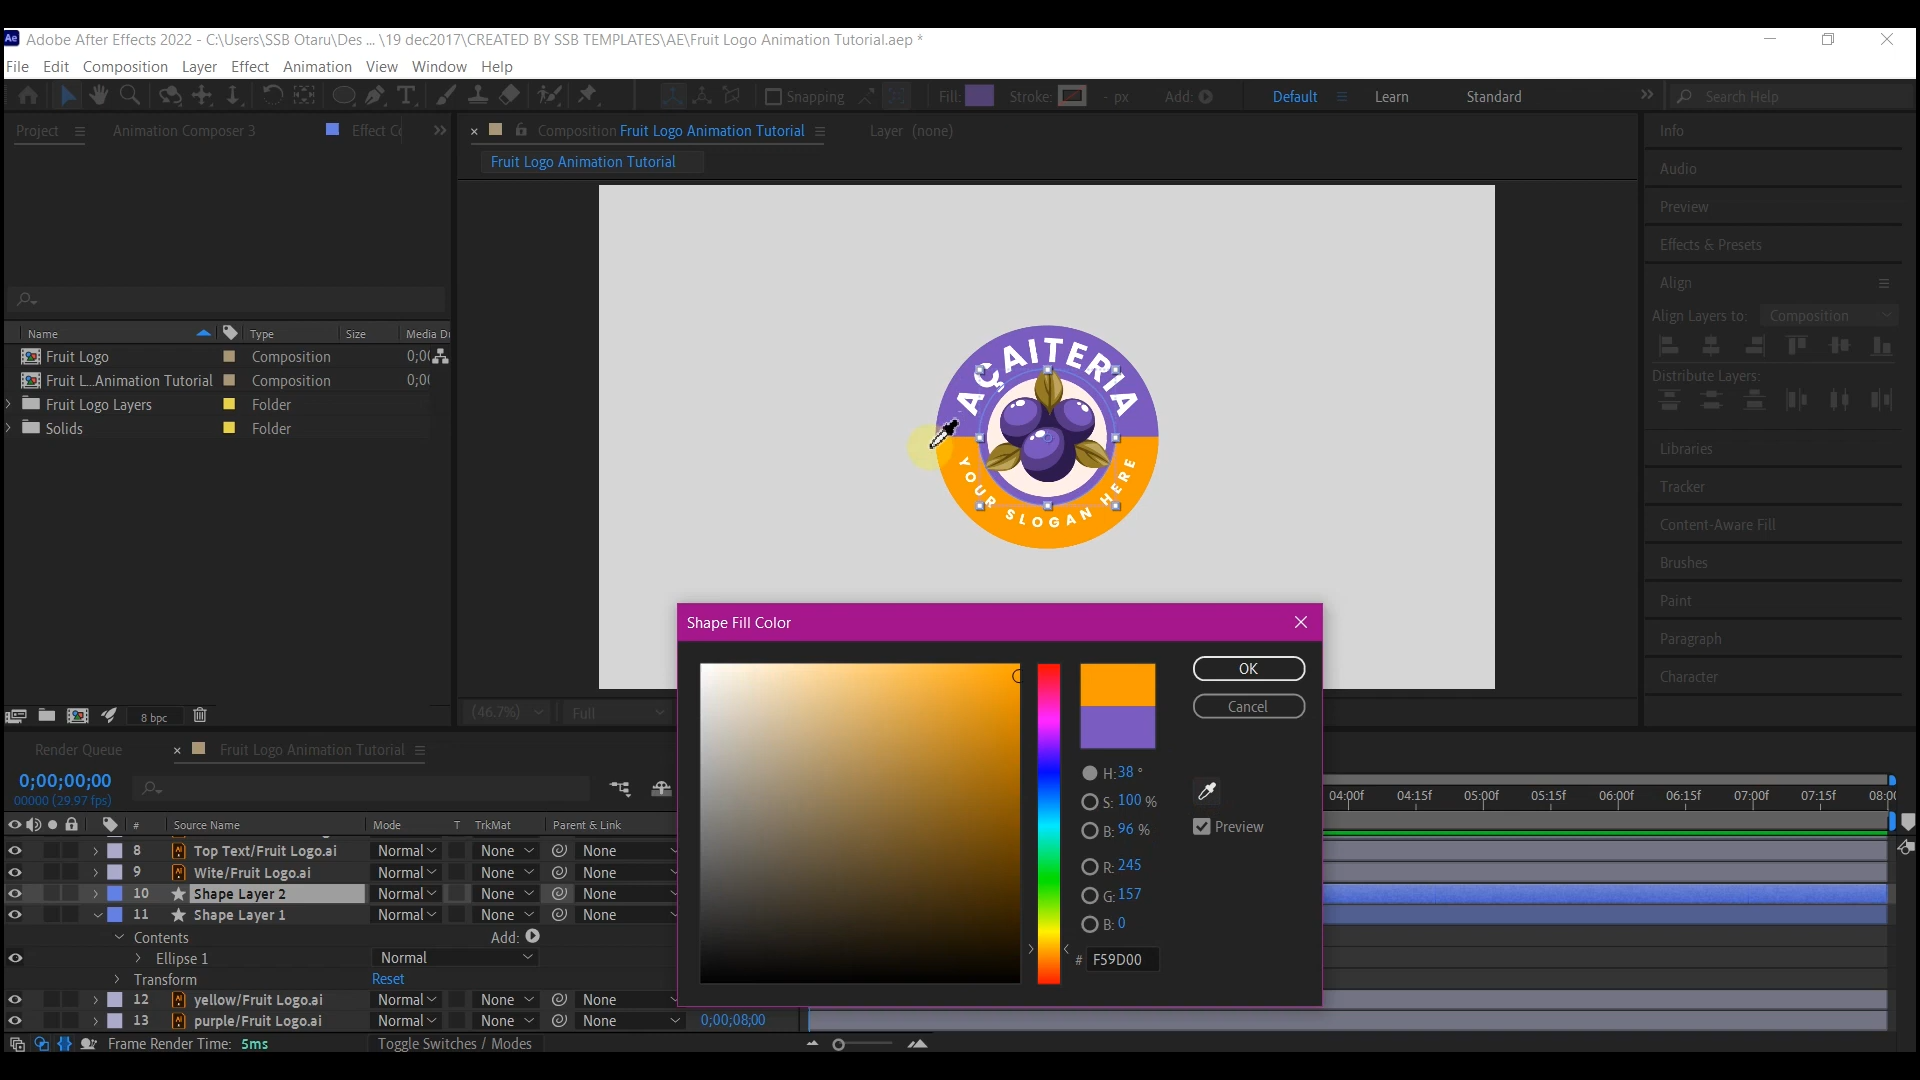 Ae Adobe After Effects 2022 - C:\Users\SSB Otaru\Des ... \19 dec2017\CREATED BY SSB TEMPLATES\AE\Fruit Logo Animation Tutorial.aep *
File Edit Composition Layer Effect Animation View Window Help
Snapping Fill: Stroke: - px Add: Default Learn Standard Search Help
Project Animation Composer 3 Effect Co Composition Fruit Logo Animation Tutorial Layer (none)
Fruit Logo Animation Tutorial
Info
Audio
Preview
Effects & Presets
Align
Align Layers to: Composition
Distribute Layers:
Libraries
Tracker
Content-Aware Fill
Brushes
Paint
Paragraph
Character
Name Type Size Media D
Fruit Logo Composition 0;0(
Fruit L...Animation Tutorial Composition 0;0(
Fruit Logo Layers Folder
Solids Folder
8 bpc
AÇAITERIA
YOUR SLOGAN HERE
(46.7%) Full
Shape Fill Color
OK
Cancel
H:38 °
S: 100 %
B: 96 %
R: 245
G: 157
B: 0
# F59D00
Preview
Render Queue Fruit Logo Animation Tutorial
0;00;00;00
00000 (29.97 fps)
04:00f 04:15f 05:00f 05:15f 06:00f 06:15f 07:00f 07:15f 08:0(
# Source Name Mode T TrkMat Parent & Link
8 Top Text/Fruit Logo.ai Normal None None
9 Wite/Fruit Logo.ai Normal None None
10 Shape Layer 2 Normal None None
11 Shape Layer 1 Normal None None
Contents Add:
Ellipse 1 Normal
Transform Reset
12 yellow/Fruit Logo.ai Normal None None
13 purple/Fruit Logo.ai Normal None None 0;00;08;00
Frame Render Time: 5ms Toggle Switches / Modes